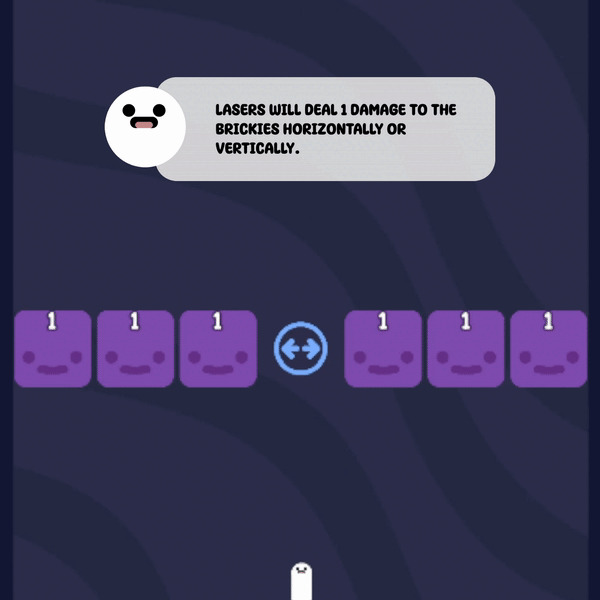 LASERS WILL DEAL 1 DAMAGE TO THE
BRICKIES HORIZONTALLY OR
VERTICALLY.
1 1 1 1 1 1